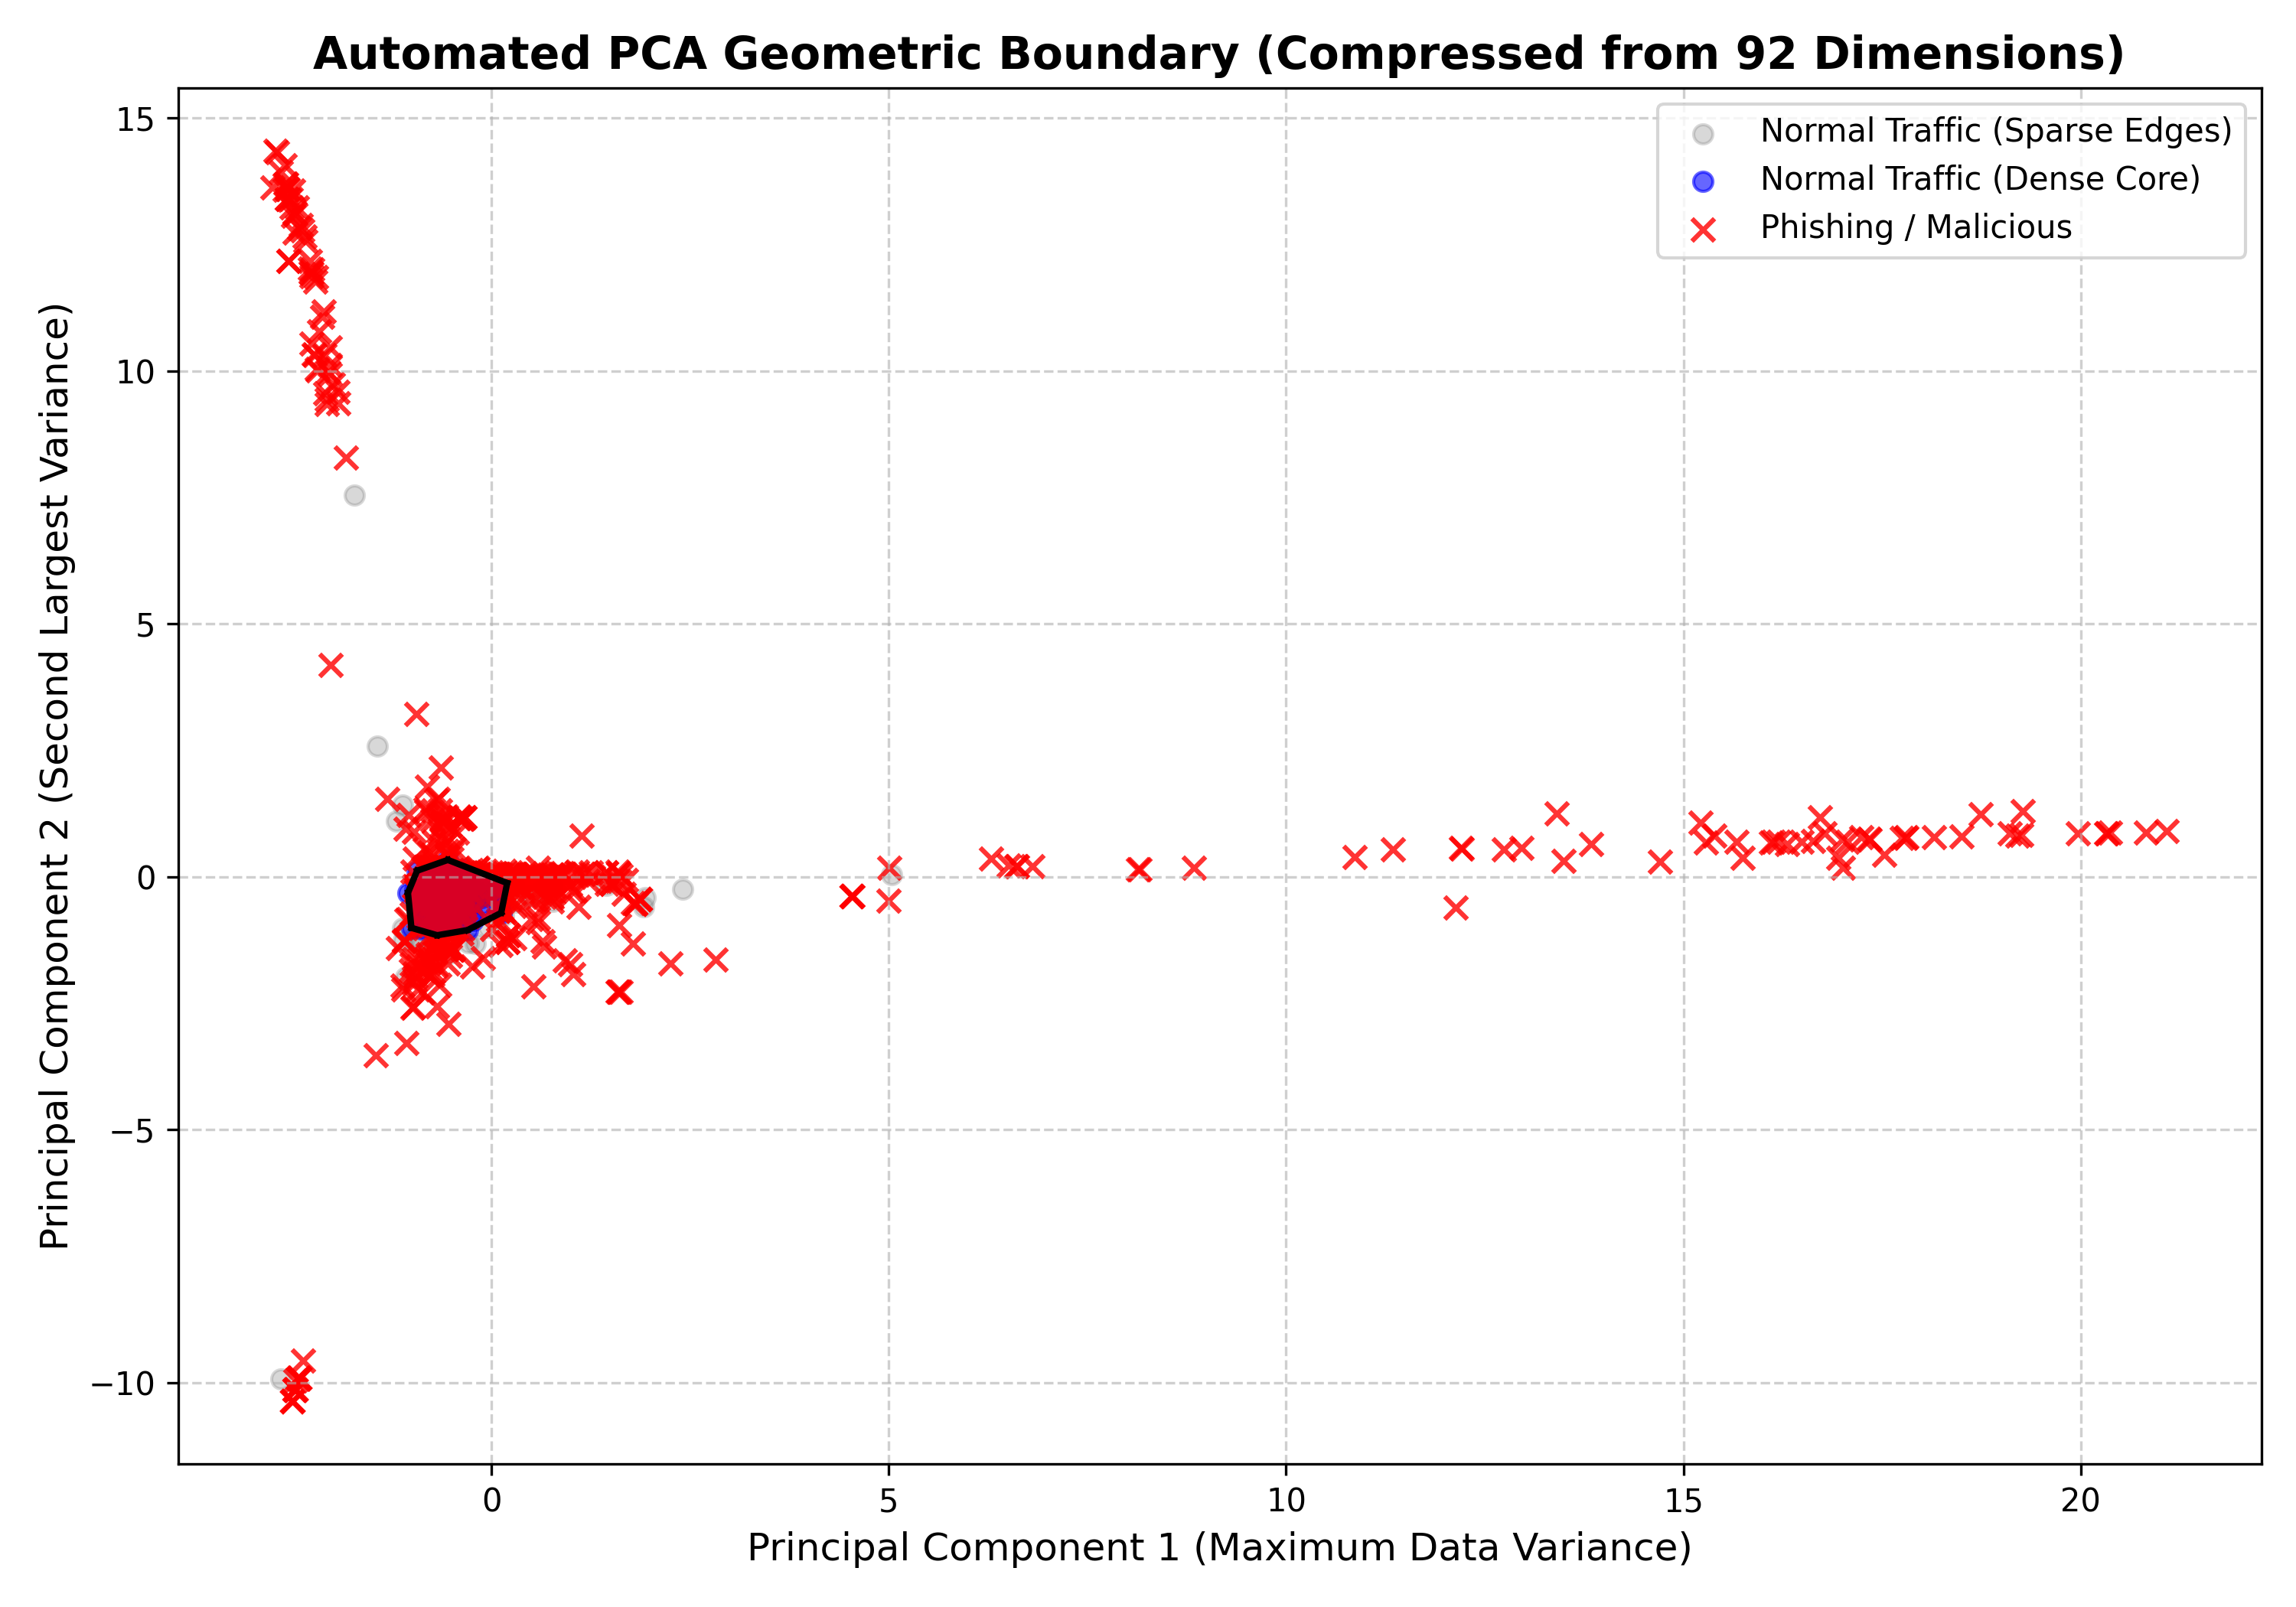 Automated PCA Geometric Boundary (Compressed from 92 Dimensions)
Normal Traffic (Sparse Edges)
Normal Traffic (Dense Core)
Phishing / Malicious
Principal Component 2 (Second Largest Variance)
15
10
5
0
−5
−10
0
5
10
15
20
Principal Component 1 (Maximum Data Variance)